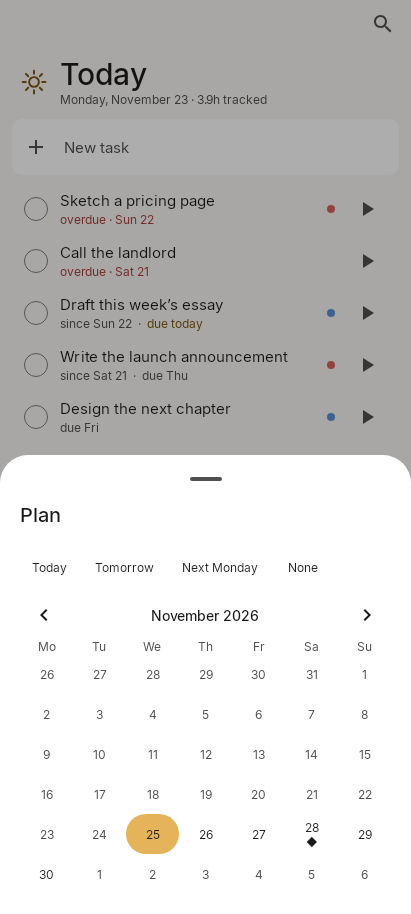 Today
Monday, November 23 · 3.9h tracked
New task
Sketch a pricing page
overdue · Sun 22
Call the landlord
overdue · Sat 21
Draft this week’s essay
since Sun 22 · due today
Write the launch announcement
since Sat 21 · due Thu
Design the next chapter
due Fri
Plan
Today Tomorrow Next Monday None
November 2026
Mo Tu We Th Fr Sa Su
26 27 28 29 30 31 1
2 3 4 5 6 7 8
9 10 11 12 13 14 15
16 17 18 19 20 21 22
23 24 25 26 27 28 29
30 1 2 3 4 5 6